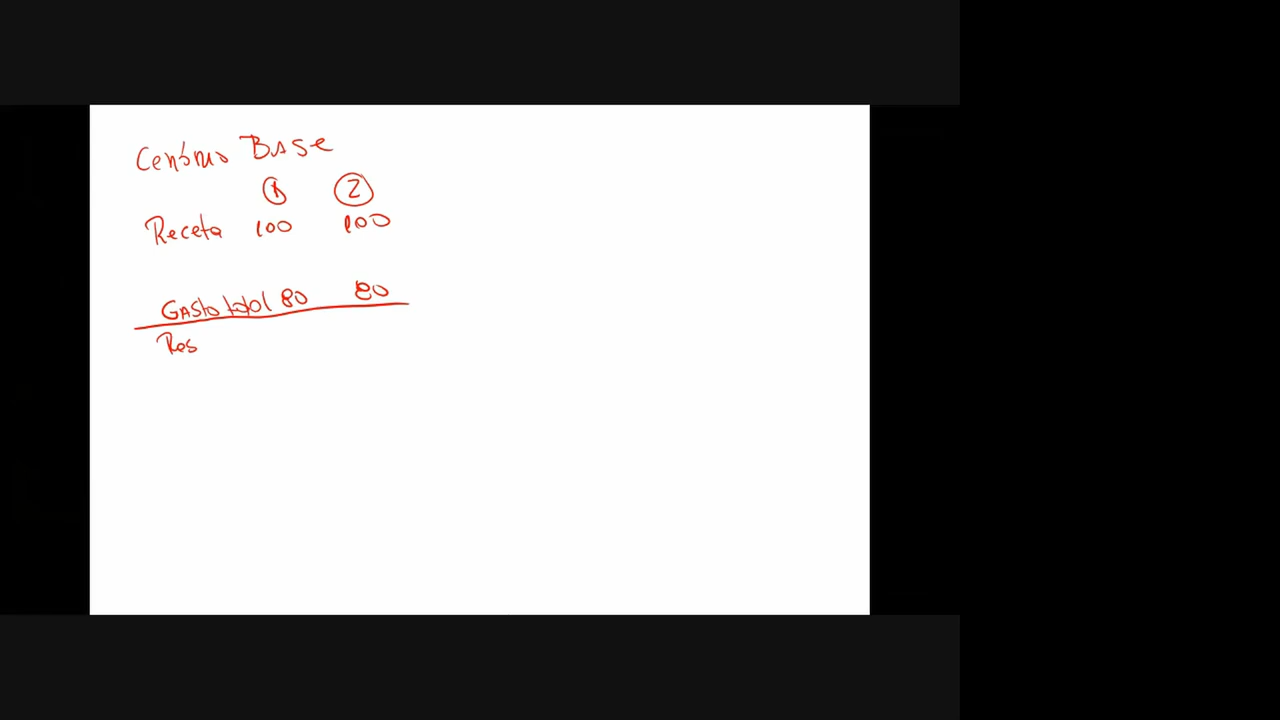 Cenário Base
1 2
Receita 100 100
Gasto total 80 80
Res